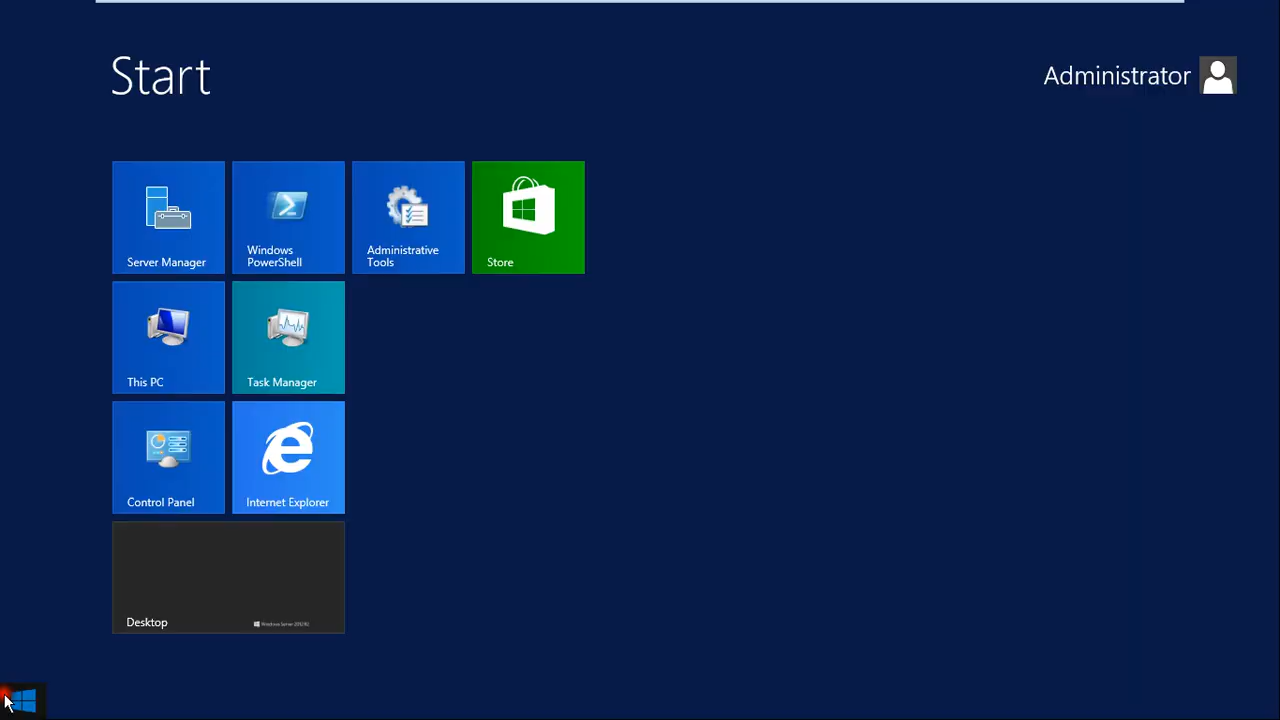 Start
Administrator
Server Manager
Windows
PowerShell
Administrative
Tools
Store
This PC
Task Manager
Control Panel
Internet Explorer
Desktop